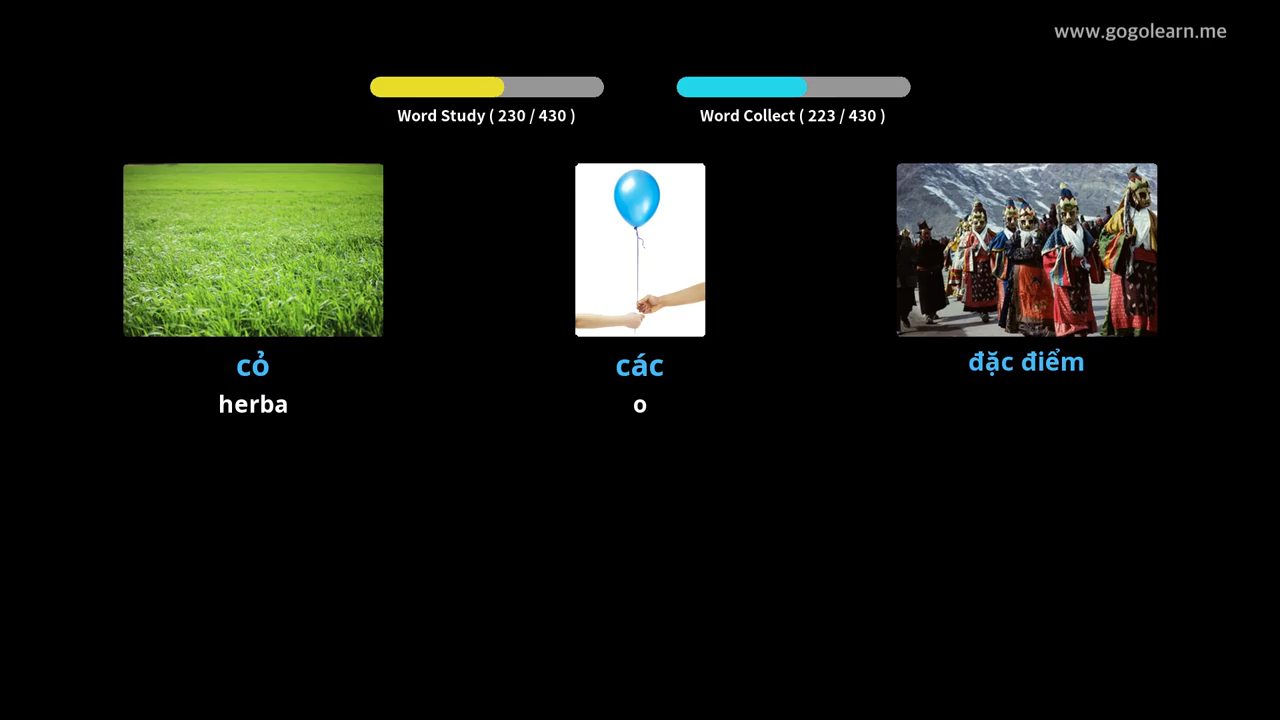 www.gogolearn.me
Word Study ( 230 / 430 )
Word Collect ( 223 / 430 )
cỏ
herba
các
o
đặc điểm